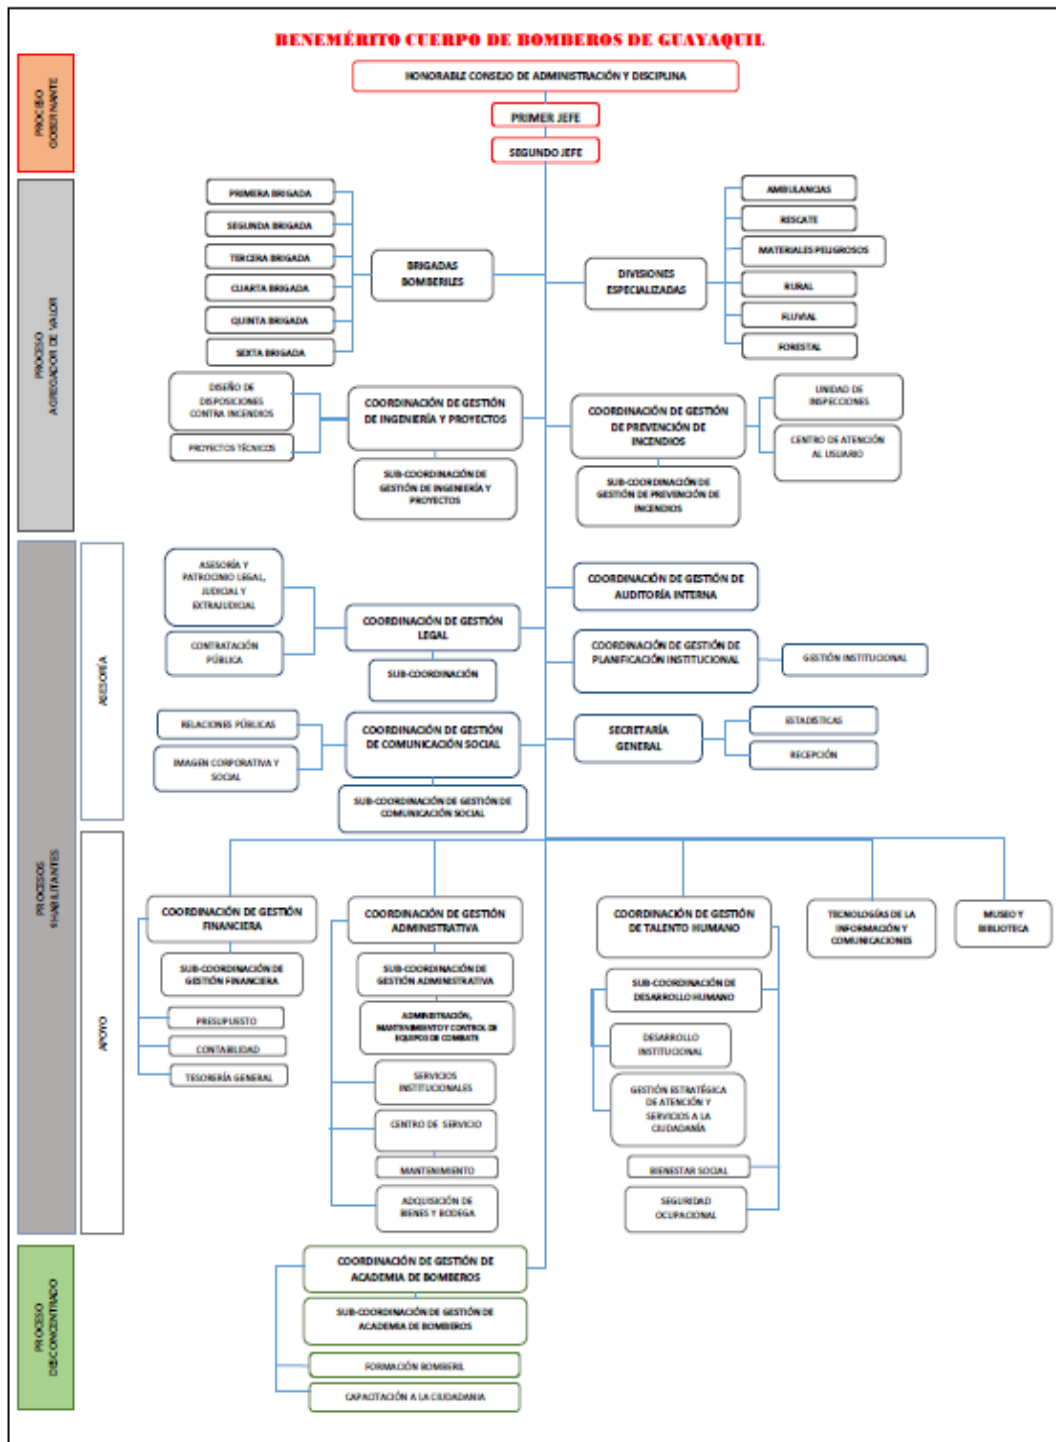 BENEMÉRITO CUERPO DE BOMBEROS DE GUAYAQUIL
PROCESO
GOBERNANTE
HONORABLE CONSEJO DE ADMINISTRACIÓN Y DISCIPLINA
PRIMER JEFE
SEGUNDO JEFE
PROCESO
AGREGADOR DE VALOR
PRIMERA BRIGADA
SEGUNDA BRIGADA
TERCERA BRIGADA
CUARTA BRIGADA
QUINTA BRIGADA
SEXTA BRIGADA
BRIGADAS
BOMBERILES
DIVISIONES
ESPECIALIZADAS
AMBULANCIAS
RESCATE
MATERIALES PELIGROSOS
RURAL
FLUVIAL
FORESTAL
DISEÑO DE
DISPOSICIONES
CONTRA INCENDIOS
PROYECTOS TÉCNICOS
COORDINACIÓN DE GESTIÓN
DE INGENIERÍA Y PROYECTOS
SUB-COORDINACIÓN DE
GESTIÓN DE INGENIERÍA Y
PROYECTOS
COORDINACIÓN DE GESTIÓN
DE PREVENCIÓN DE
INCENDIOS
SUB-COORDINACIÓN DE
GESTIÓN DE PREVENCIÓN DE
INCENDIOS
UNIDAD DE
INSPECCIONES
CENTRO DE ATENCIÓN
AL USUARIO
PROCESOS
SHABILITANTES
ASESORÍA
ASESORÍA Y
PATROCINIO LEGAL,
JUDICIAL Y
EXTRAJUDICIAL
CONTRATACIÓN
PÚBLICA
COORDINACIÓN DE GESTIÓN
LEGAL
SUB-COORDINACIÓN
COORDINACIÓN DE GESTIÓN DE
AUDITORÍA INTERNA
COORDINACIÓN DE GESTIÓN DE
PLANIFICACIÓN INSTITUCIONAL
GESTIÓN INSTITUCIONAL
RELACIONES PÚBLICAS
IMAGEN CORPORATIVA Y
SOCIAL
COORDINACIÓN DE GESTIÓN
DE COMUNICACIÓN SOCIAL
SUB-COORDINACIÓN DE GESTIÓN DE
COMUNICACIÓN SOCIAL
SECRETARÍA
GENERAL
ESTADISTICAS
RECEPCIÓN
APOYO
COORDINACIÓN DE GESTIÓN
FINANCIERA
SUB-COORDINACIÓN DE
GESTIÓN FINANCIERA
PRESUPUESTO
CONTABILIDAD
TESORERÍA GENERAL
COORDINACIÓN DE GESTIÓN
ADMINISTRATIVA
SUB-COORDINACIÓN DE
GESTIÓN ADMINISTRATIVA
ADMINISTRACIÓN,
MANTENIMIENTO Y CONTROL DE
EQUIPOS DE COMBATE
SERVICIOS
INSTITUCIONALES
CENTRO DE SERVICIO
MANTENIMIENTO
ADQUISICIÓN DE
BIENES Y BODEGA
COORDINACIÓN DE GESTIÓN
DE TALENTO HUMANO
SUB-COORDINACIÓN DE
DESARROLLO HUMANO
DESARROLLO
INSTITUCIONAL
GESTIÓN ESTRATÉGICA
DE ATENCIÓN Y
SERVICIOS A LA
CIUDADANÍA
BIENESTAR SOCIAL
SEGURIDAD
OCUPACIONAL
TECNOLOGÍAS DE LA
INFORMACIÓN Y
COMUNICACIONES
MUSEO Y
BIBLIOTECA
PROCESO
DISCONCENTRADO
COORDINACIÓN DE GESTIÓN DE
ACADEMIA DE BOMBEROS
SUB-COORDINACIÓN DE GESTIÓN DE
ACADEMIA DE BOMBEROS
FORMACIÓN BOMBERIL
CAPACITACIÓN A LA CIUDADANIA